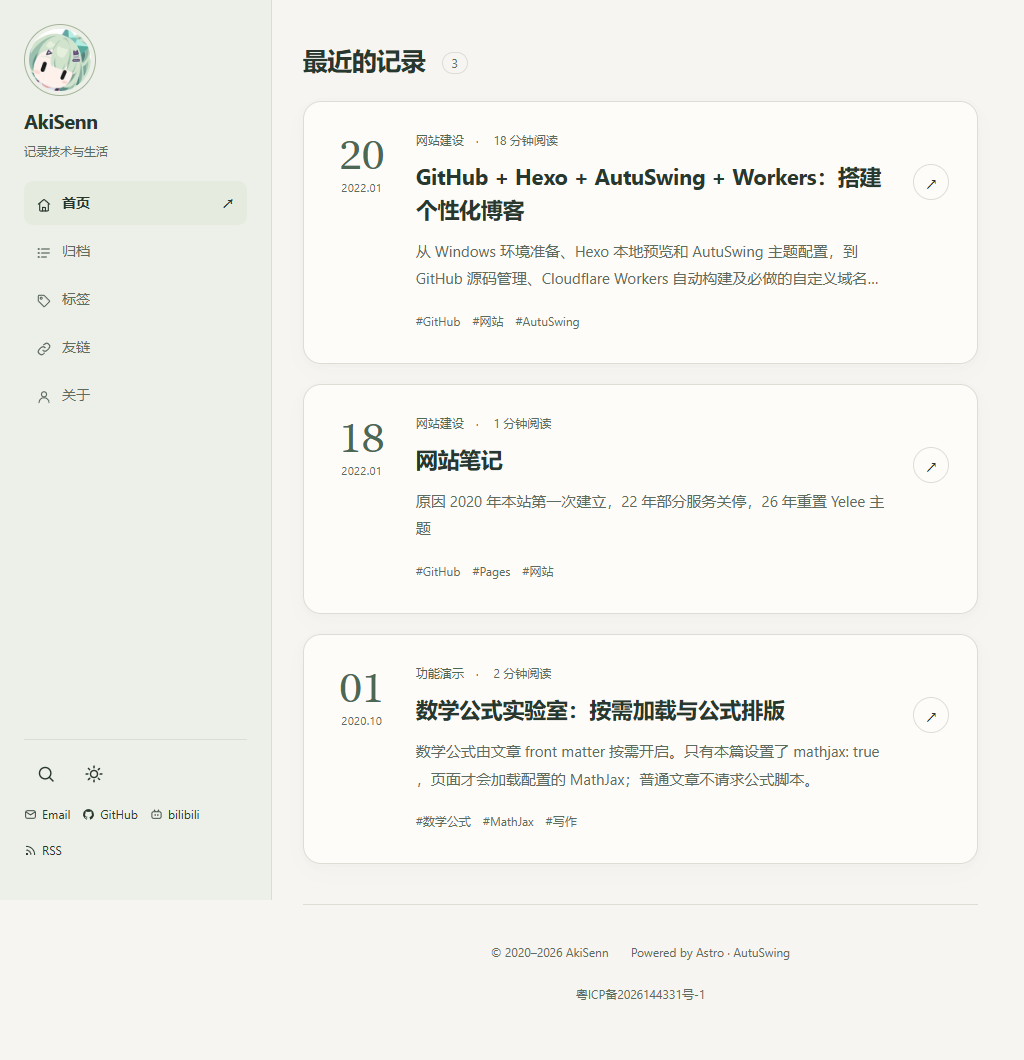 AkiSenn
记录技术与生活
首页
归档
标签
友链
关于
Email GitHub bilibili
RSS
最近的记录 3
20
2022.01
网站建设 · 18 分钟阅读
GitHub + Hexo + AutuSwing + Workers：搭建
个性化博客
从 Windows 环境准备、Hexo 本地预览和 AutuSwing 主题配置，到
GitHub 源码管理、Cloudflare Workers 自动构建及必做的自定义域名…
#GitHub #网站 #AutuSwing
18
2022.01
网站建设 · 1 分钟阅读
网站笔记
原因 2020 年本站第一次建立，22 年部分服务关停，26 年重置 Yelee 主
题
#GitHub #Pages #网站
01
2020.10
功能演示 · 2 分钟阅读
数学公式实验室：按需加载与公式排版
数学公式由文章 front matter 按需开启。只有本篇设置了 mathjax: true
，页面才会加载配置的 MathJax；普通文章不请求公式脚本。
#数学公式 #MathJax #写作
© 2020–2026 AkiSenn Powered by Astro · AutuSwing
粤ICP备2026144331号-1